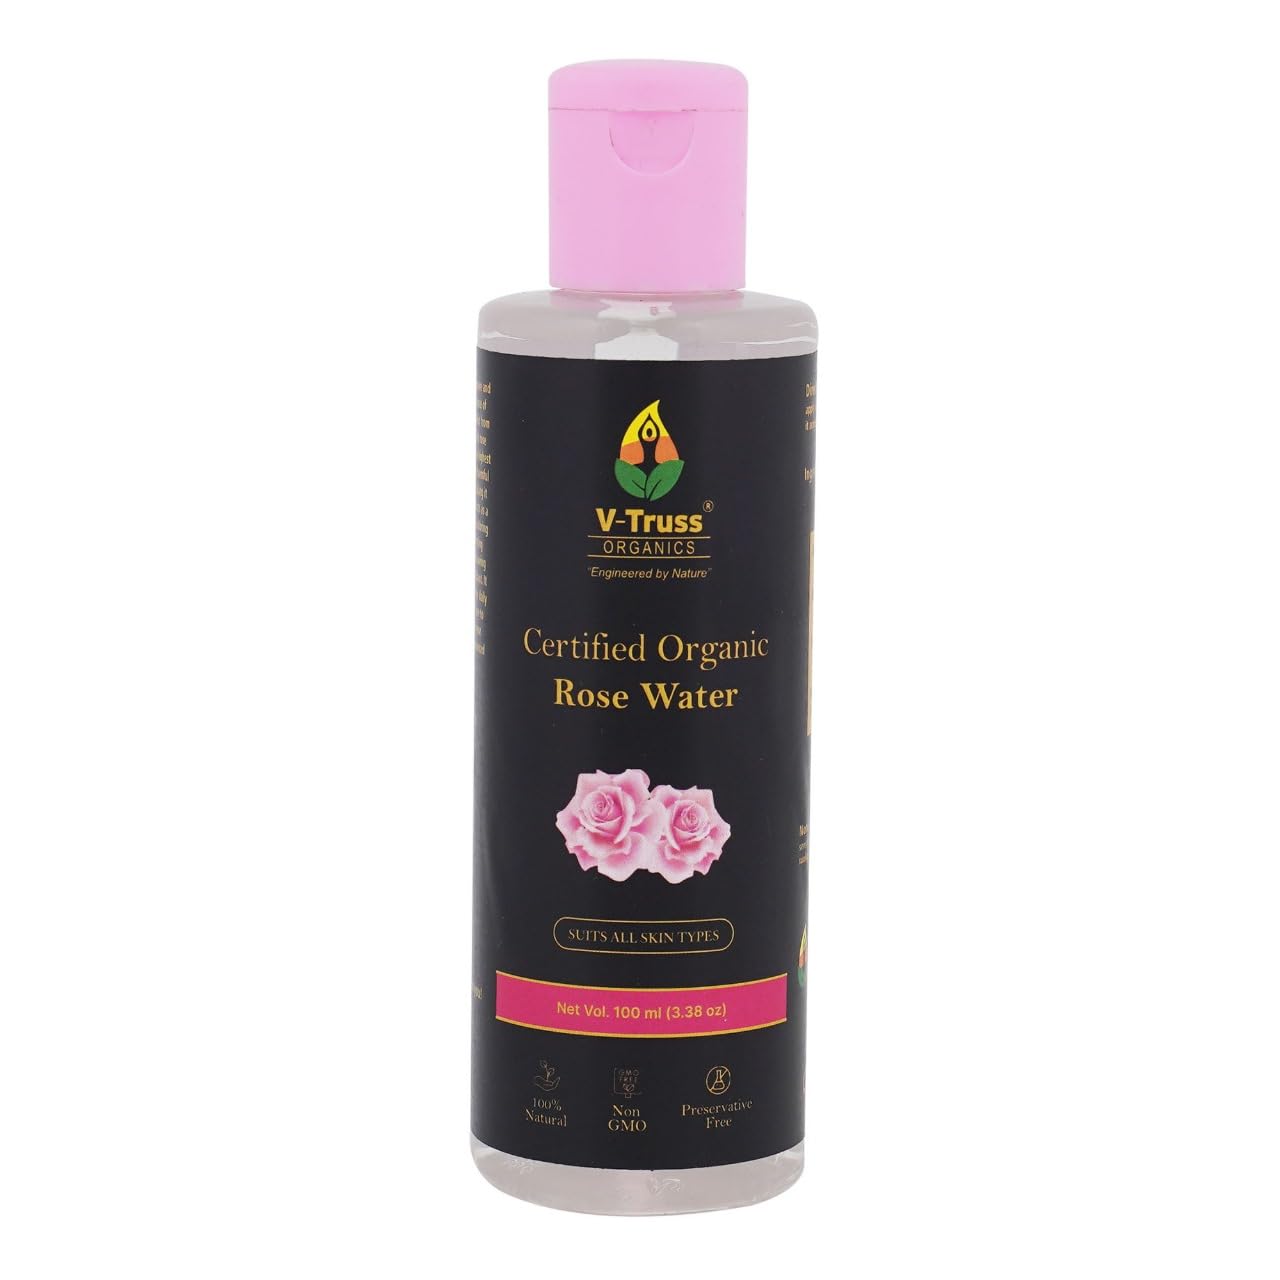 V-Truss®
ORGANICS
"Engineered by Nature"
Certified Organic
Rose Water
SUITS ALL SKIN TYPES
Net Vol. 100 ml (3.38 oz)
GMO
FREE
100%
Natural
Non
GMO
Preservative
Free